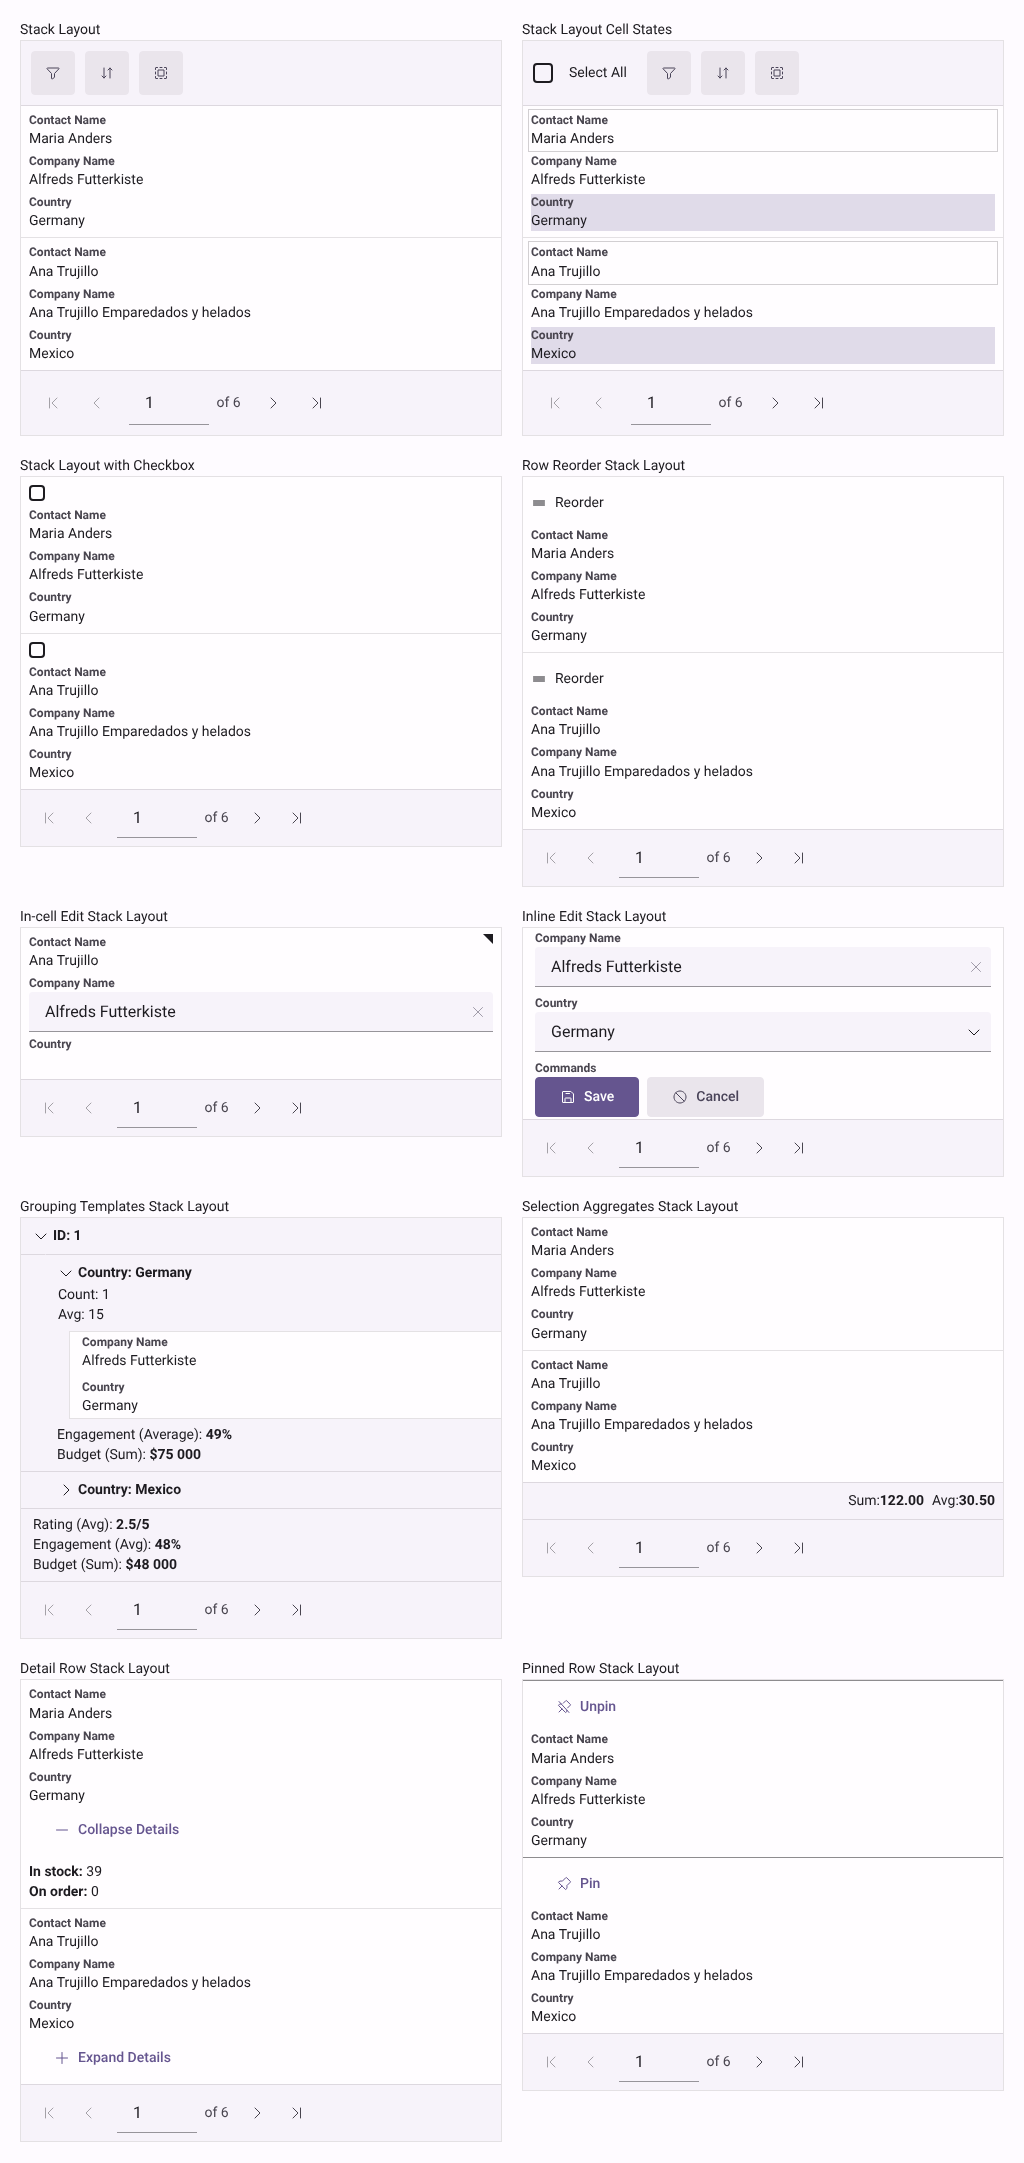 Stack Layout
Contact Name
Maria Anders
Company Name
Alfreds Futterkiste
Country
Germany
Contact Name
Ana Trujillo
Company Name
Ana Trujillo Emparedados y helados
Country
Mexico
1 of 6
Stack Layout Cell States
Select All
Contact Name
Maria Anders
Company Name
Alfreds Futterkiste
Country
Germany
Contact Name
Ana Trujillo
Company Name
Ana Trujillo Emparedados y helados
Country
Mexico
1 of 6
Stack Layout with Checkbox
Contact Name
Maria Anders
Company Name
Alfreds Futterkiste
Country
Germany
Contact Name
Ana Trujillo
Company Name
Ana Trujillo Emparedados y helados
Country
Mexico
1 of 6
Row Reorder Stack Layout
Reorder
Contact Name
Maria Anders
Company Name
Alfreds Futterkiste
Country
Germany
Reorder
Contact Name
Ana Trujillo
Company Name
Ana Trujillo Emparedados y helados
Country
Mexico
1 of 6
In-cell Edit Stack Layout
Contact Name
Ana Trujillo
Company Name
Alfreds Futterkiste
Country
1 of 6
Inline Edit Stack Layout
Company Name
Alfreds Futterkiste
Country
Germany
Commands
Save Cancel
1 of 6
Grouping Templates Stack Layout
ID: 1
Country: Germany
Count: 1
Avg: 15
Company Name
Alfreds Futterkiste
Country
Germany
Engagement (Average): 49%
Budget (Sum): $75 000
Country: Mexico
Rating (Avg): 2.5/5
Engagement (Avg): 48%
Budget (Sum): $48 000
1 of 6
Selection Aggregates Stack Layout
Contact Name
Maria Anders
Company Name
Alfreds Futterkiste
Country
Germany
Contact Name
Ana Trujillo
Company Name
Ana Trujillo Emparedados y helados
Country
Mexico
Sum:122.00 Avg:30.50
1 of 6
Detail Row Stack Layout
Contact Name
Maria Anders
Company Name
Alfreds Futterkiste
Country
Germany
Collapse Details
In stock: 39
On order: 0
Contact Name
Ana Trujillo
Company Name
Ana Trujillo Emparedados y helados
Country
Mexico
Expand Details
1 of 6
Pinned Row Stack Layout
Unpin
Contact Name
Maria Anders
Company Name
Alfreds Futterkiste
Country
Germany
Pin
Contact Name
Ana Trujillo
Company Name
Ana Trujillo Emparedados y helados
Country
Mexico
1 of 6